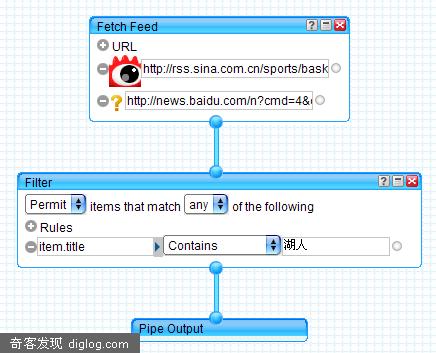 Fetch Feed
URL
http://rss.sina.com.cn/sports/bask
http://news.baidu.com/n?cmd=4&
Filter
Permit items that match any of the following
Rules
item.title Contains 湖人
Pipe Output
奇客发现 diglog.com